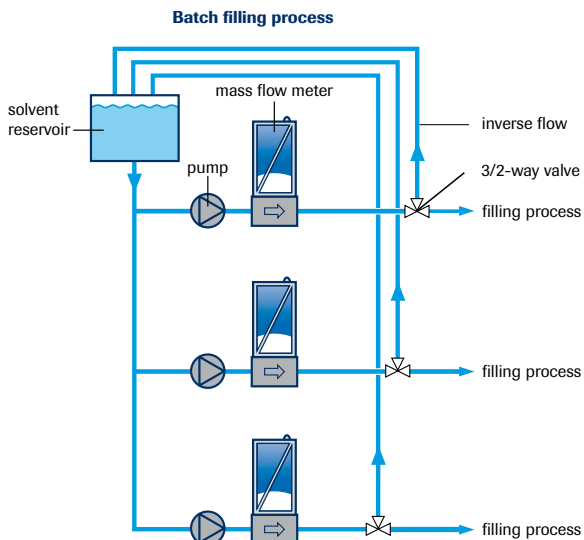 Batch filling process
mass flow meter
solvent
reservoir
inverse flow
pump
3/2-way valve
filling process
filling process
filling process